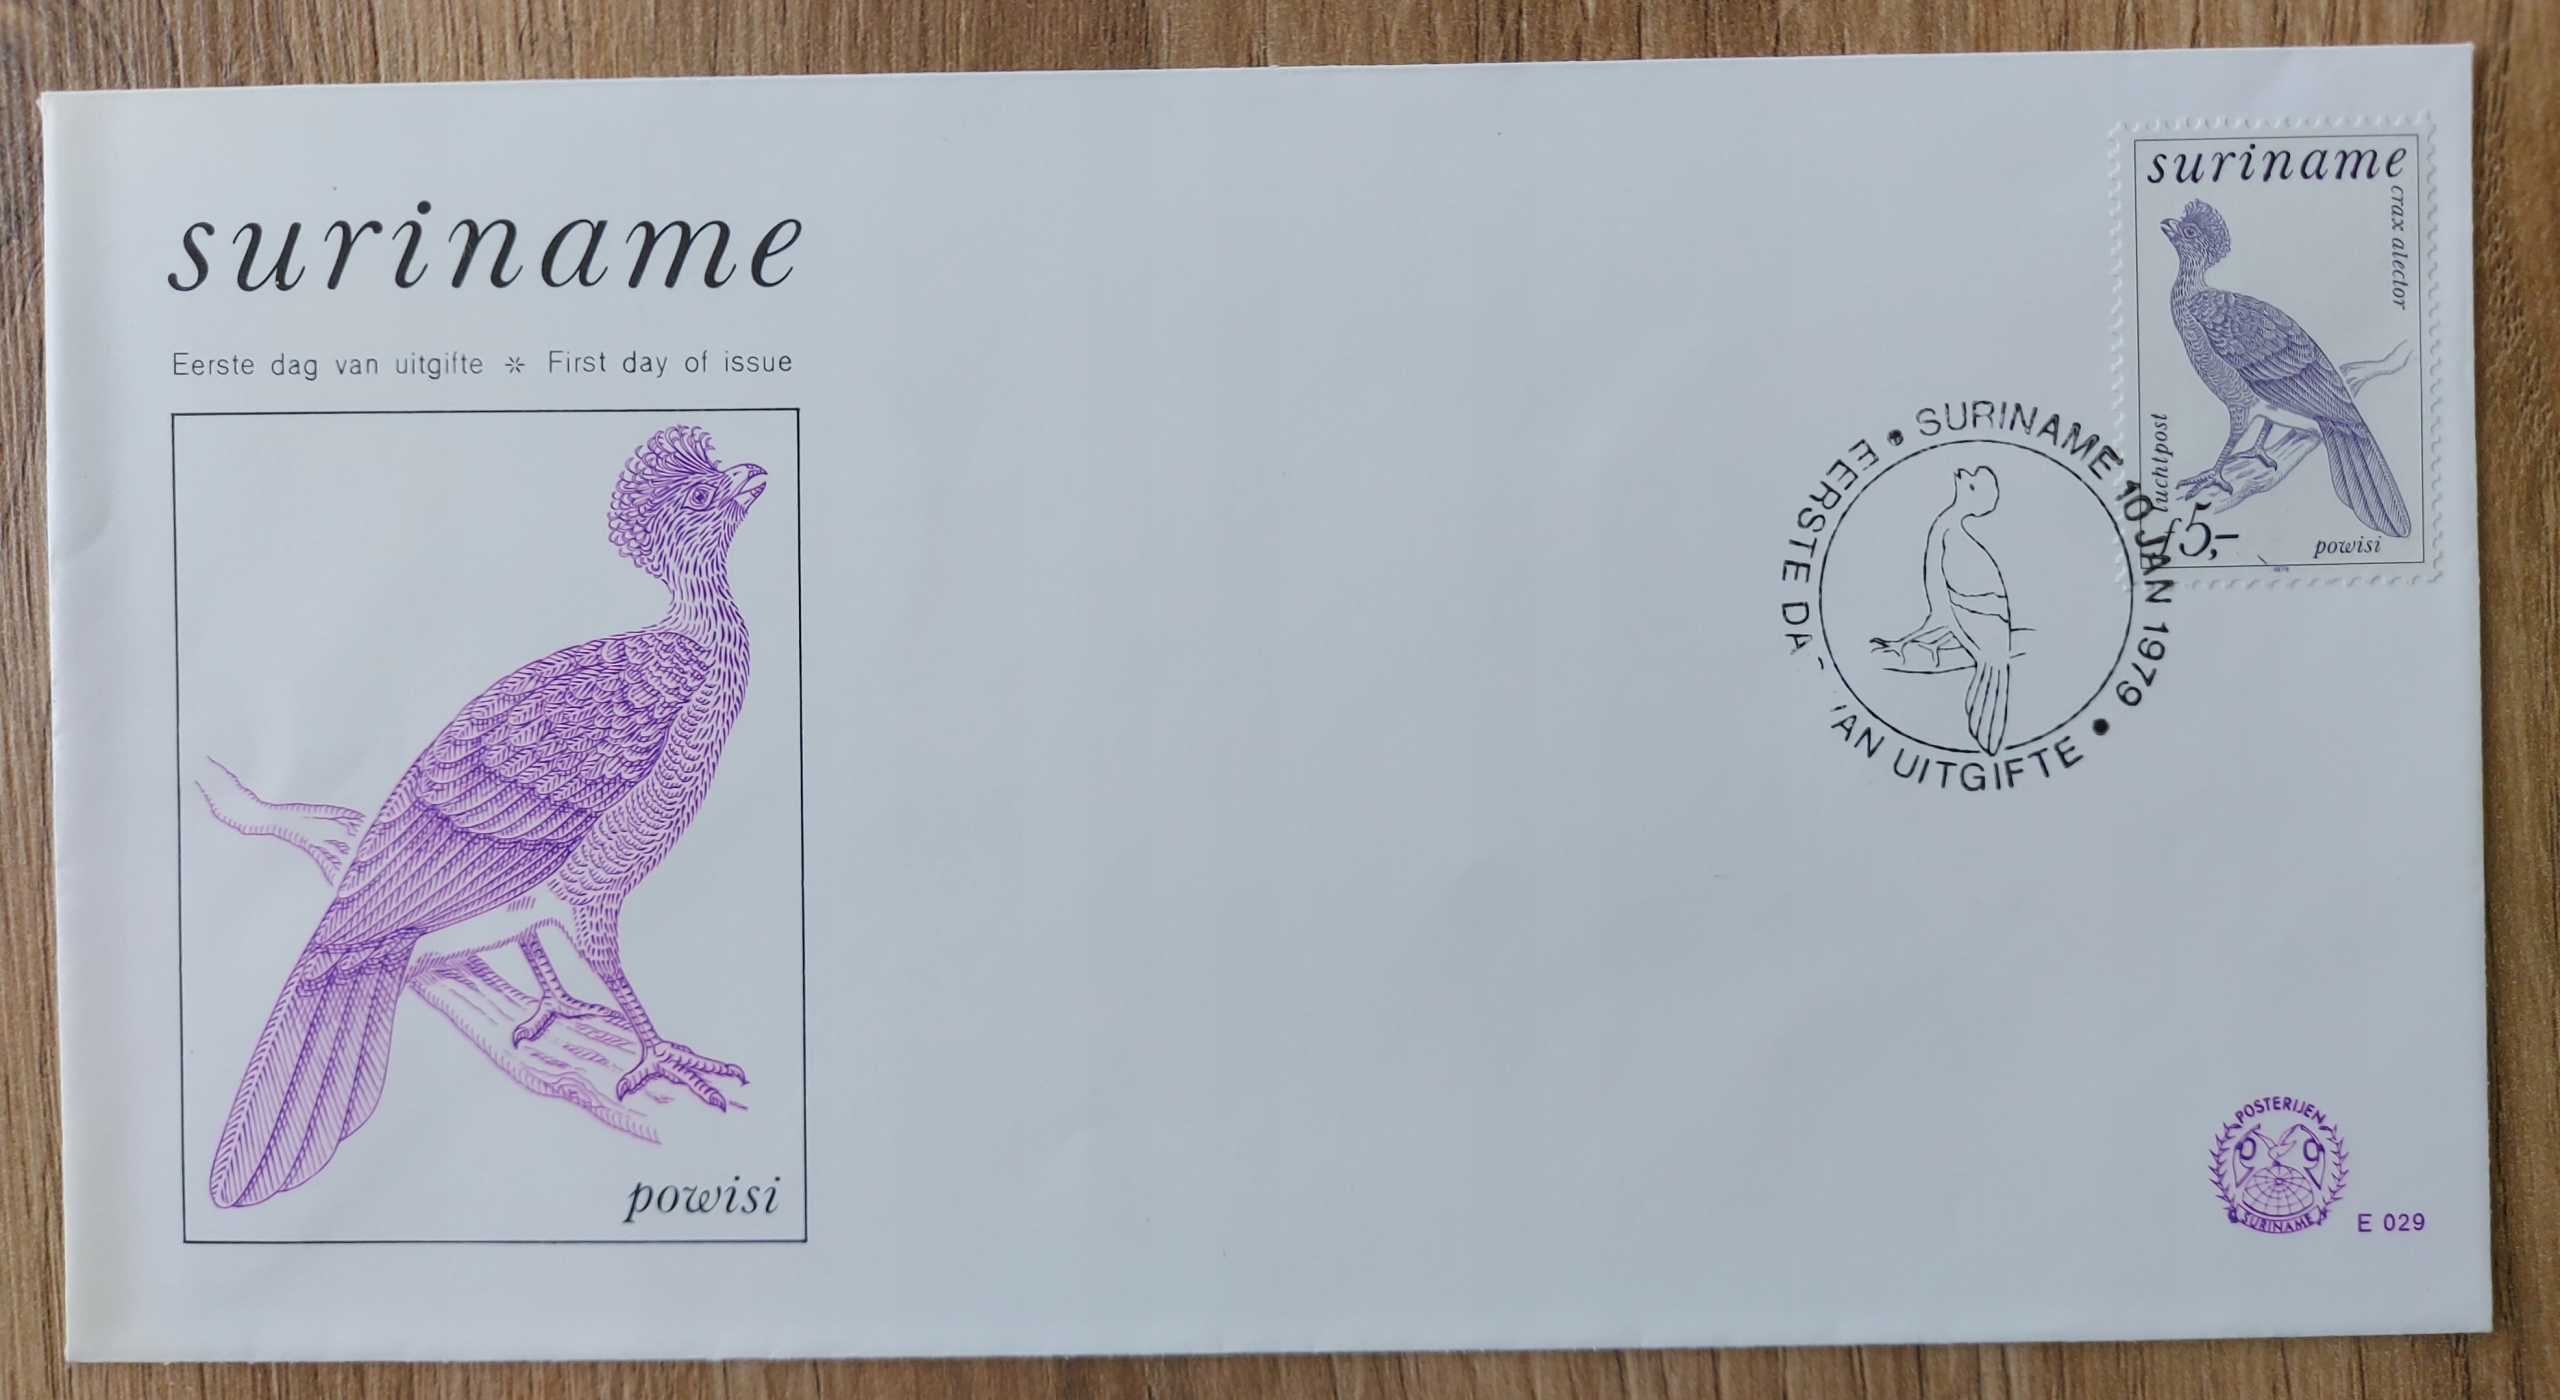 suriname
Eerste dag van uitgifte * First day of issue
powisi
suriname
crax alector
luchtpost
f5,-
powisi
• SURINAME 10 JAN 1979 •
EERSTE DA AN UITGIFTE
POSTERIJEN
SURINAME
E 029